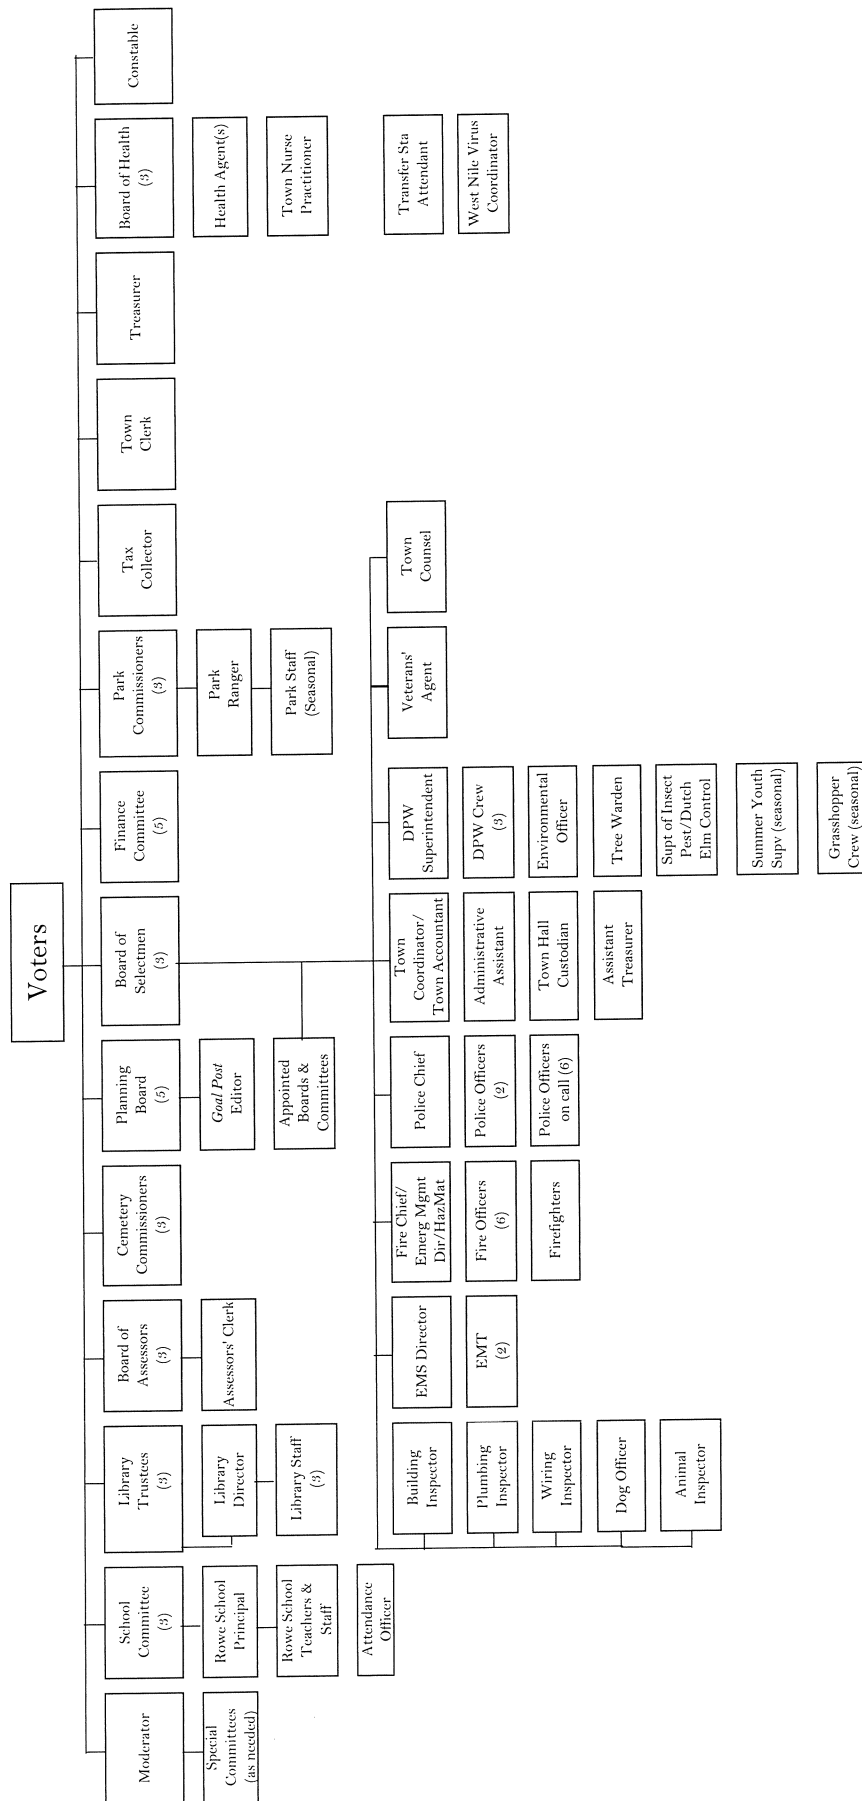 Voters
Moderator
School
Committee
(3)
Library
Trustees
(3)
Board of
Assessors
(3)
Cemetery
Commissioners
(3)
Planning
Board
(5)
Board of
Selectmen
(3)
Finance
Committee
(5)
Park
Commissioners
(3)
Tax
Collector
Town
Clerk
Treasurer
Board of Health
(3)
Constable
Special
Committees
(as needed)
Rowe School
Principal
Library
Director
Assessors' Clerk
Goal Post
Editor
Park
Ranger
Health Agent(s)
Rowe School
Teachers &
Staff
Library Staff
(3)
Appointed
Boards &
Committees
Park Staff
(Seasonal)
Town Nurse
Practitioner
Attendance
Officer
Building
Inspector
EMS Director
Fire Chief/
Emerg Mgmt
Dir/HazMat
Police Chief
Town
Coordinator/
Town Accountant
DPW
Superintendent
Veterans'
Agent
Town
Counsel
Transfer Sta
Attendant
Plumbing
Inspector
EMT
(2)
Fire Officers
(6)
Police Officers
(2)
Administrative
Assistant
DPW Crew
(3)
West Nile Virus
Coordinator
Wiring
Inspector
Firefighters
Police Officers
on call (6)
Town Hall
Custodian
Environmental
Officer
Dog Officer
Assistant
Treasurer
Tree Warden
Animal
Inspector
Supt of Insect
Pest/Dutch
Elm Control
Summer Youth
Supv (seasonal)
Grasshopper
Crew (seasonal)